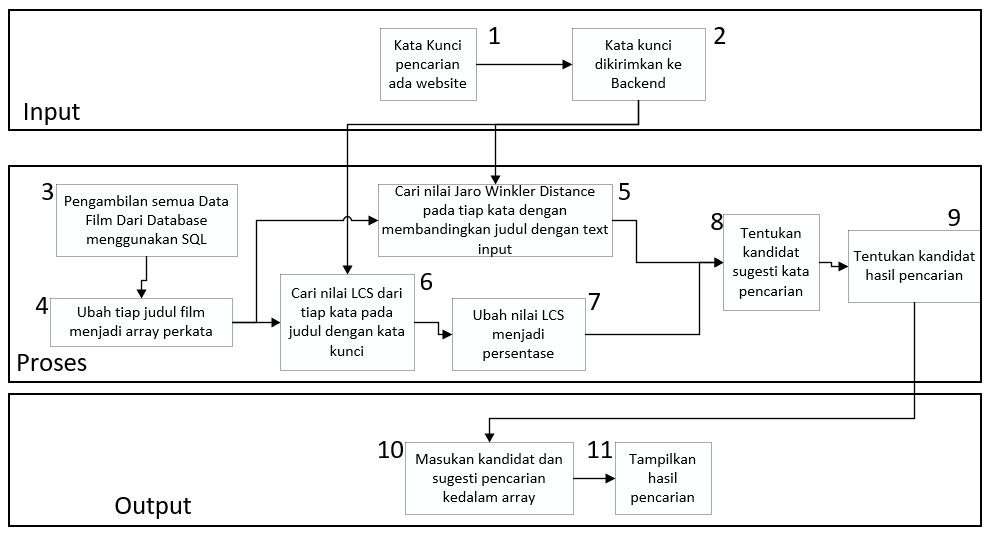 1
Kata Kunci
pencarian
ada website
2
Kata kunci
dikirimkan ke
Backend
Input
3
Pengambilan semua Data
Film Dari Database
menggunakan SQL
4
Ubah tiap judul film
menjadi array perkata
5
Cari nilai Jaro Winkler Distance
pada tiap kata dengan
membandingkan judul dengan text
input
6
Cari nilai LCS dari
tiap kata pada
judul dengan kata
kunci
7
Ubah nilai LCS
menjadi
persentase
8
Tentukan
kandidat
sugesti kata
pencarian
9
Tentukan kandidat
hasil pencarian
Proses
10
Masukan kandidat dan
sugesti pencarian
kedalam array
11
Tampilkan
hasil
pencarian
Output